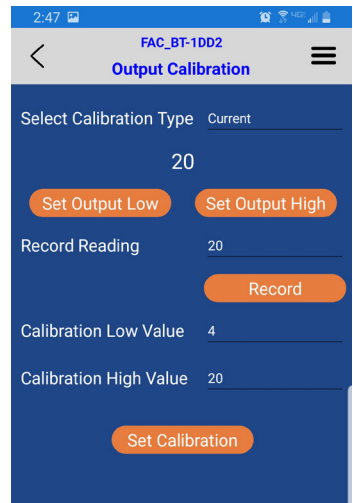 2:47
FAC_BT-1DD2
Output Calibration
Select Calibration Type Current
20
Set Output Low Set Output High
Record Reading 20
Record
Calibration Low Value 4
Calibration High Value 20
Set Calibration